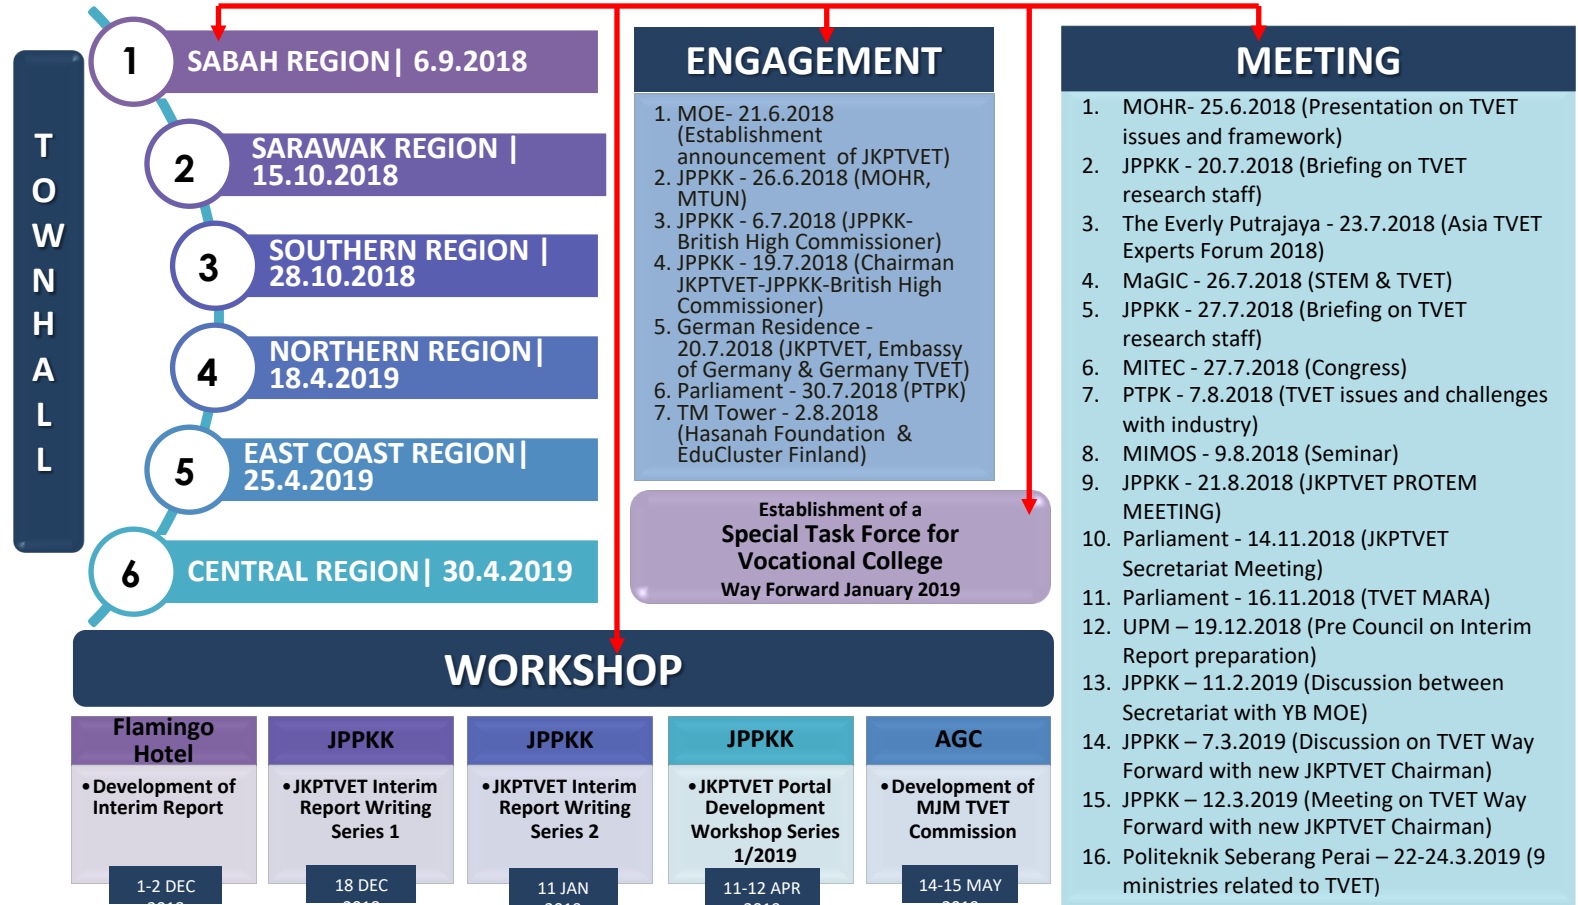 TOWNHALL
1
SABAH REGION| 6.9.2018
2
SARAWAK REGION |
15.10.2018
3
SOUTHERN REGION |
28.10.2018
4
NORTHERN REGION|
18.4.2019
5
EAST COAST REGION|
25.4.2019
6
CENTRAL REGION| 30.4.2019
ENGAGEMENT
1. MOE- 21.6.2018
(Establishment
announcement of JKPTVET)
2. JPPKK - 26.6.2018 (MOHR,
MTUN)
3. JPPKK - 6.7.2018 (JPPKK-
British High Commissioner)
4. JPPKK - 19.7.2018 (Chairman
JKPTVET-JPPKK-British High
Commissioner)
5. German Residence -
20.7.2018 (JKPTVET, Embassy
of Germany & Germany TVET)
6. Parliament - 30.7.2018 (PTPK)
7. TM Tower - 2.8.2018
(Hasanah Foundation &
EduCluster Finland)
Establishment of a
Special Task Force for
Vocational College
Way Forward January 2019
MEETING
1. MOHR- 25.6.2018 (Presentation on TVET
issues and framework)
2. JPPKK - 20.7.2018 (Briefing on TVET
research staff)
3. The Everly Putrajaya - 23.7.2018 (Asia TVET
Experts Forum 2018)
4. MaGIC - 26.7.2018 (STEM & TVET)
5. JPPKK - 27.7.2018 (Briefing on TVET
research staff)
6. MITEC - 27.7.2018 (Congress)
7. PTPK - 7.8.2018 (TVET issues and challenges
with industry)
8. MIMOS - 9.8.2018 (Seminar)
9. JPPKK - 21.8.2018 (JKPTVET PROTEM
MEETING)
10. Parliament - 14.11.2018 (JKPTVET
Secretariat Meeting)
11. Parliament - 16.11.2018 (TVET MARA)
12. UPM – 19.12.2018 (Pre Council on Interim
Report preparation)
13. JPPKK – 11.2.2019 (Discussion between
Secretariat with YB MOE)
14. JPPKK – 7.3.2019 (Discussion on TVET Way
Forward with new JKPTVET Chairman)
15. JPPKK – 12.3.2019 (Meeting on TVET Way
Forward with new JKPTVET Chairman)
16. Politeknik Seberang Perai – 22-24.3.2019 (9
ministries related to TVET)
WORKSHOP
Flamingo
Hotel
•Development of
Interim Report
1-2 DEC
JPPKK
•JKPTVET Interim
Report Writing
Series 1
18 DEC
JPPKK
•JKPTVET Interim
Report Writing
Series 2
11 JAN
JPPKK
•JKPTVET Portal
Development
Workshop Series
1/2019
11-12 APR
AGC
•Development of
MJM TVET
Commission
14-15 MAY